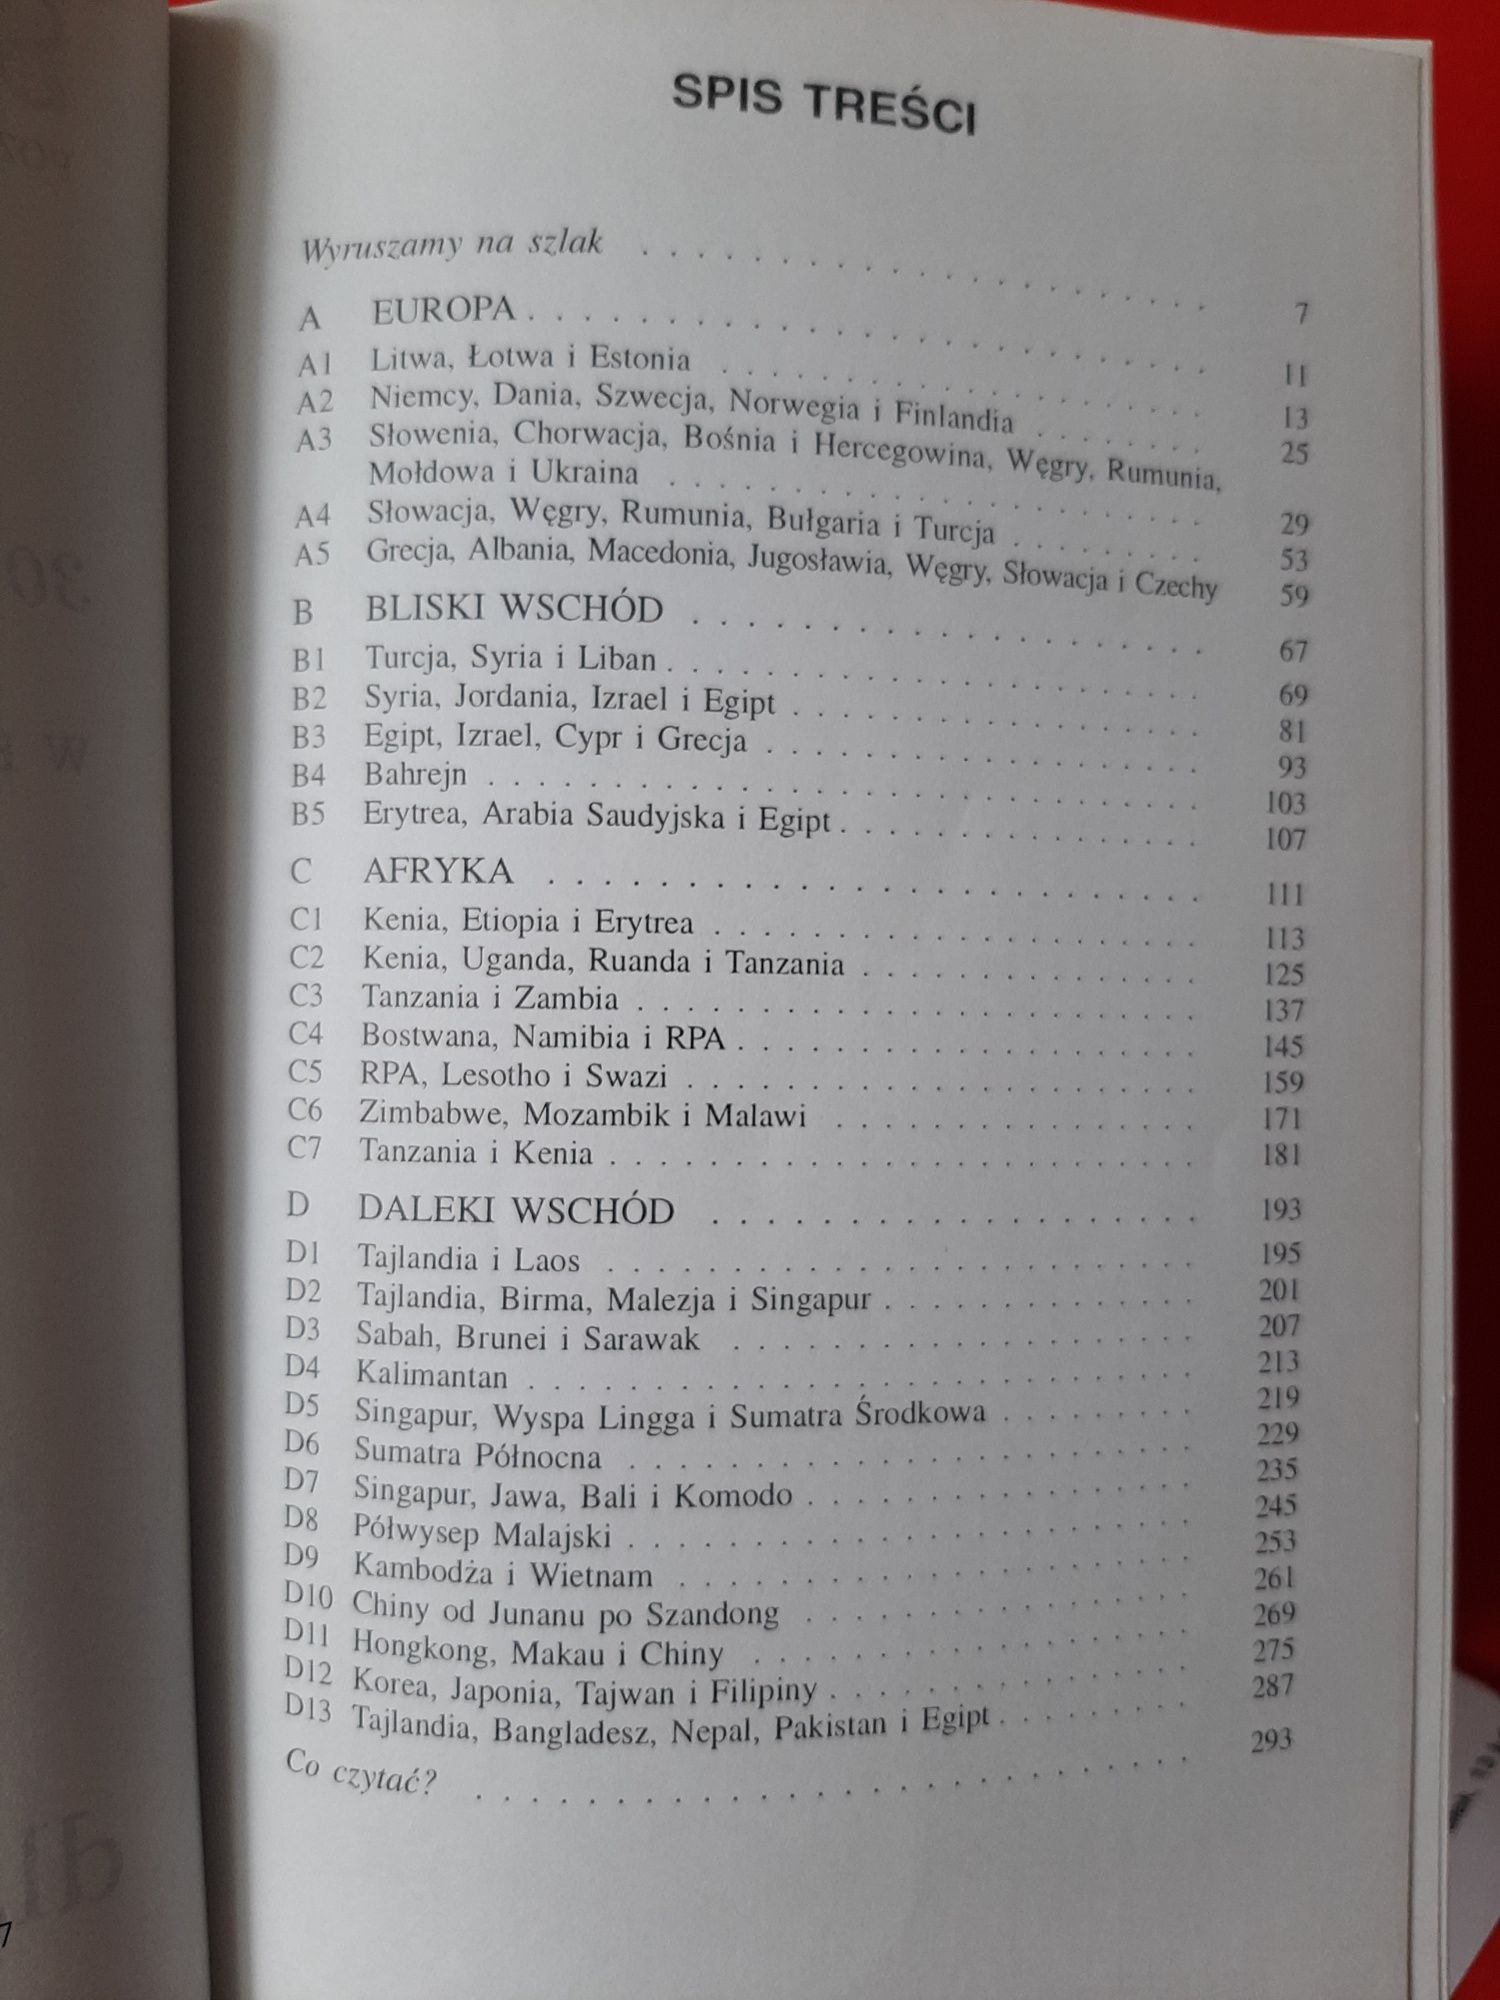 SPIS TREŚCI
Wyruszamy na szlak . . . . . . . . . . . . . . . . . . . . 7
A EUROPA . . . . . . . . . . . . . . . . . . . . . . . . 11
A1 Litwa, Łotwa i Estonia . . . . . . . . . . . . . . . . . . . 13
A2 Niemcy, Dania, Szwecja, Norwegia i Finlandia . . . . . . . 25
A3 Słowenia, Chorwacja, Bośnia i Hercegowina, Węgry, Rumunia,
Mołdowa i Ukraina . . . . . . . . . . . . . . . . . . . . . 29
A4 Słowacja, Węgry, Rumunia, Bułgaria i Turcja . . . . . . . . 53
A5 Grecja, Albania, Macedonia, Jugosławia, Węgry, Słowacja i Czechy 59
B BLISKI WSCHÓD . . . . . . . . . . . . . . . . . . . 67
B1 Turcja, Syria i Liban . . . . . . . . . . . . . . . . . . . . . 69
B2 Syria, Jordania, Izrael i Egipt . . . . . . . . . . . . . . . . 81
B3 Egipt, Izrael, Cypr i Grecja . . . . . . . . . . . . . . . . . 93
B4 Bahrejn . . . . . . . . . . . . . . . . . . . . . . . . . . . 103
B5 Erytrea, Arabia Saudyjska i Egipt . . . . . . . . . . . . . . 107
C AFRYKA . . . . . . . . . . . . . . . . . . . . . . . . 111
C1 Kenia, Etiopia i Erytrea . . . . . . . . . . . . . . . . . . . 113
C2 Kenia, Uganda, Ruanda i Tanzania . . . . . . . . . . . . . 125
C3 Tanzania i Zambia . . . . . . . . . . . . . . . . . . . . . . 137
C4 Bostwana, Namibia i RPA . . . . . . . . . . . . . . . . . . 145
C5 RPA, Lesotho i Swazi . . . . . . . . . . . . . . . . . . . . 159
C6 Zimbabwe, Mozambik i Malawi . . . . . . . . . . . . . . 171
C7 Tanzania i Kenia . . . . . . . . . . . . . . . . . . . . . . . 181
D DALEKI WSCHÓD . . . . . . . . . . . . . . . . . . 193
D1 Tajlandia i Laos . . . . . . . . . . . . . . . . . . . . . . . 195
D2 Tajlandia, Birma, Malezja i Singapur . . . . . . . . . . . . 201
D3 Sabah, Brunei i Sarawak . . . . . . . . . . . . . . . . . . 207
D4 Kalimantan . . . . . . . . . . . . . . . . . . . . . . . . . 213
D5 Singapur, Wyspa Lingga i Sumatra Środkowa . . . . . . . . 219
D6 Sumatra Północna . . . . . . . . . . . . . . . . . . . . . . 229
D7 Singapur, Jawa, Bali i Komodo . . . . . . . . . . . . . . . 235
D8 Półwysep Malajski . . . . . . . . . . . . . . . . . . . . . . 245
D9 Kambodża i Wietnam . . . . . . . . . . . . . . . . . . . . 253
D10 Chiny od Junanu po Szandong . . . . . . . . . . . . . . . 261
D11 Hongkong, Makau i Chiny . . . . . . . . . . . . . . . . . 269
D12 Korea, Japonia, Tajwan i Filipiny . . . . . . . . . . . . . . 275
D13 Tajlandia, Bangladesz, Nepal, Pakistan i Egipt . . . . . . . . 287
Co czytać? . . . . . . . . . . . . . . . . . . . . . . . . . 293